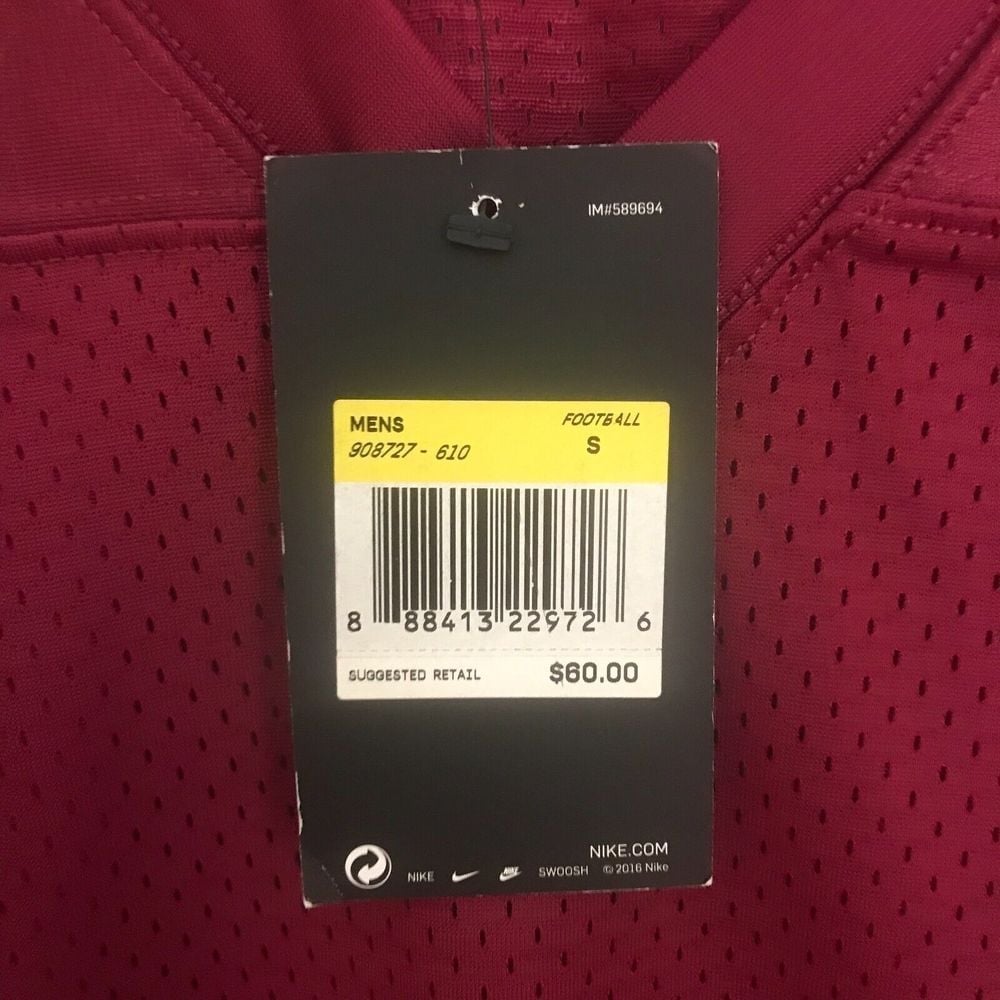 IM#589694
MENS FOOTBALL
908727 - 610 S
8 88413 22972 6
SUGGESTED RETAIL $60.00
NIKE.COM
NIKE NIKE SWOOSH © 2016 Nike